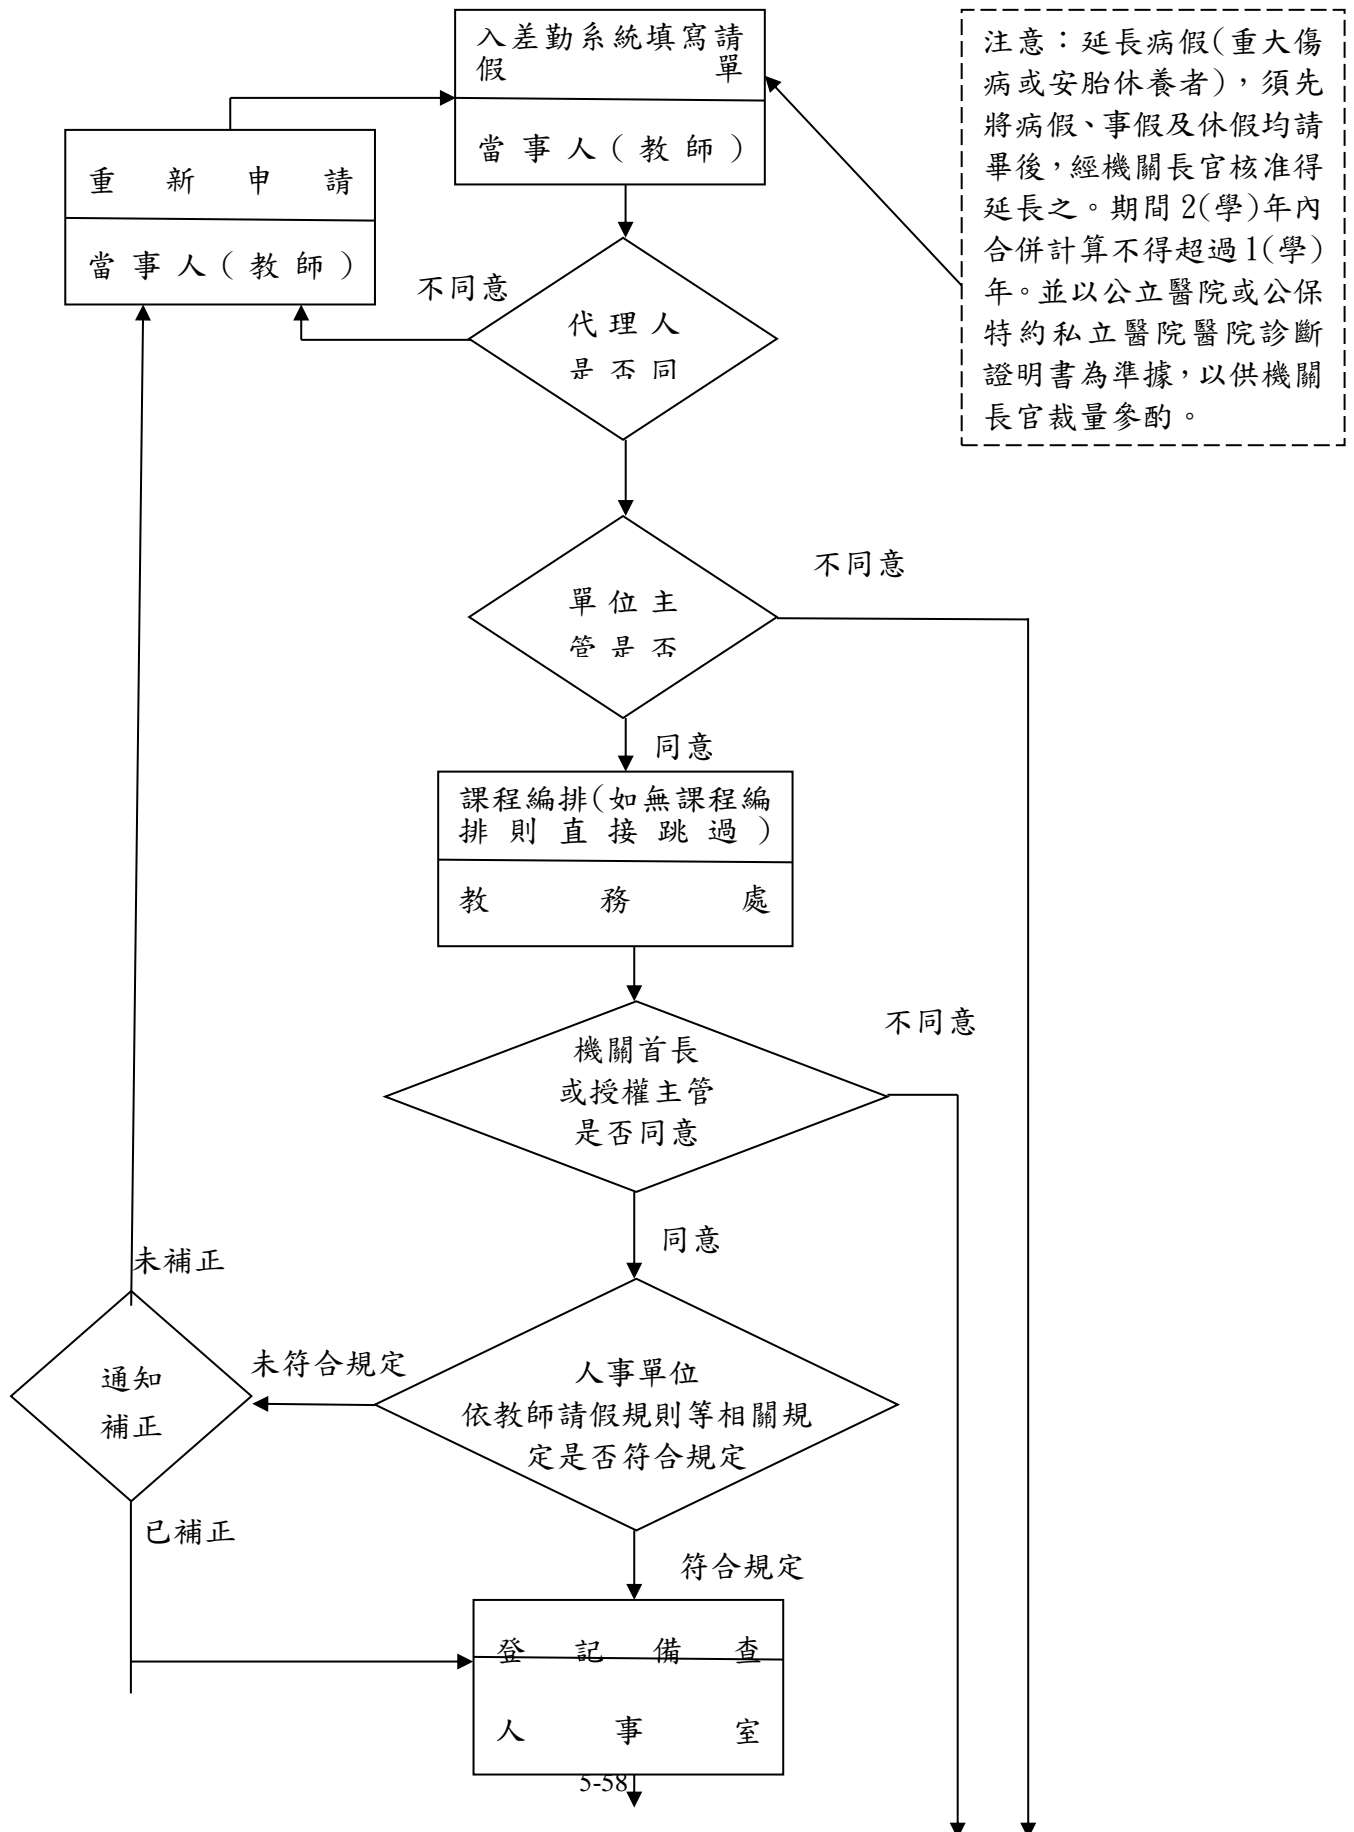 入差勤系統填寫請
假單
當事人(教師)
注意：延長病假(重大傷
病或安胎休養者)，須先
將病假、事假及休假均請
畢後，經機關長官核准得
延長之。期間2(學)年內
合併計算不得超過1(學)
年。並以公立醫院或公保
特約私立醫院醫院診斷
證明書為準據，以供機關
長官裁量參酌。
重新申請
當事人(教師)
不同意
代理人
是否同
不同意
單位主
管是否
同意
課程編排(如無課程編
排則直接跳過)
教務處
不同意
機關首長
或授權主管
是否同意
同意
未補正
通知
補正
未符合規定
人事單位
依教師請假規則等相關規
定是否符合規定
已補正
符合規定
登記備查
人事室
5-58